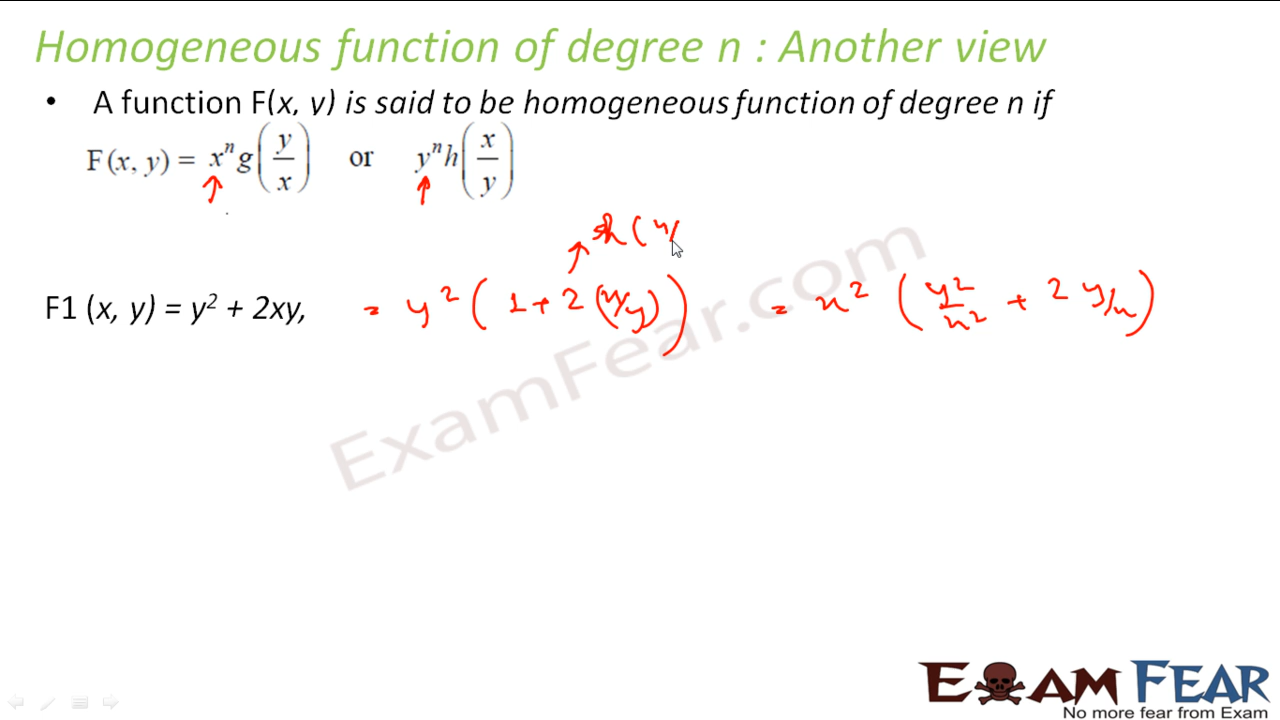 Homogeneous function of degree n : Another view
• A function F(x, y) is said to be homogeneous function of degree n if
F(x, y) = xⁿg(y/x) or yⁿh(x/y)
h(x/
F1 (x, y) = y² + 2xy, = y² (1 + 2 (x/y)) = x² (y²/x² + 2 y/x)
ExamFear.com
EXAM FEAR
No more fear from Exam